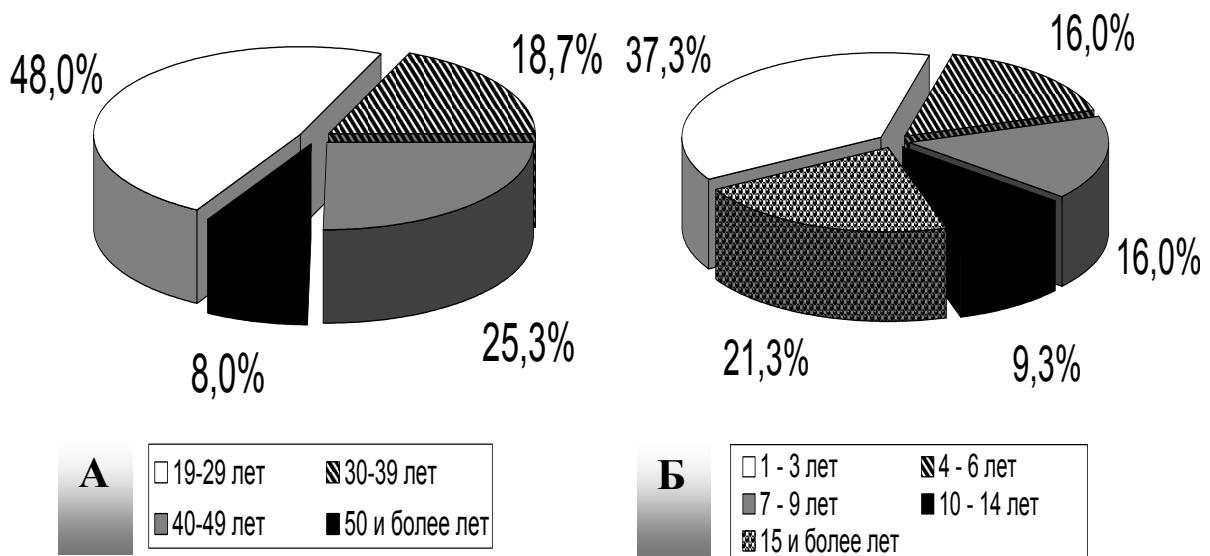 48,0%
18,7%
25,3%
8,0%
А
19-29 лет
30-39 лет
40-49 лет
50 и более лет
37,3%
16,0%
16,0%
9,3%
21,3%
Б
1 - 3 лет
4 - 6 лет
7 - 9 лет
10 - 14 лет
15 и более лет